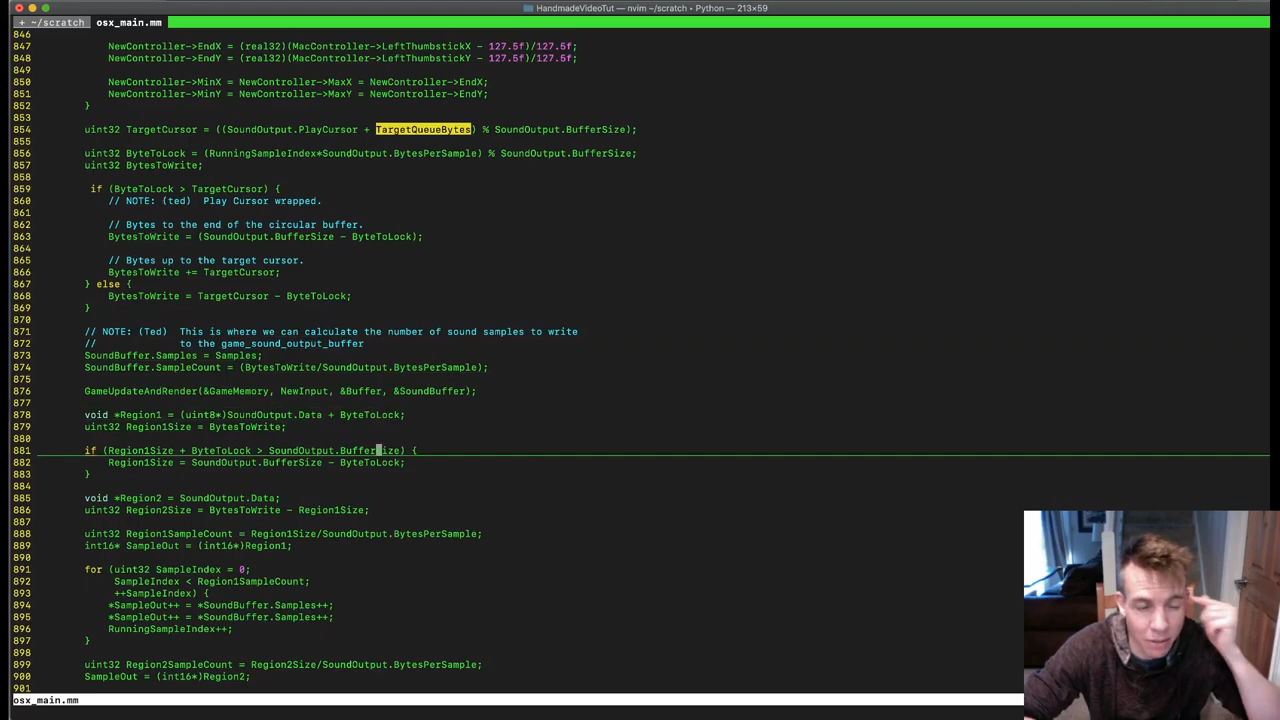 HandmadeVideoTut — nvim ~/scratch • Python — 213×59
+ ~/scratch  osx_main.mm
846
847 NewController->EndX = (real32)(MacController->LeftThumbstickX - 127.5f)/127.5f;
848 NewController->EndY = (real32)(MacController->LeftThumbstickY - 127.5f)/127.5f;
849
850 NewController->MinX = NewController->MaxX = NewController->EndX;
851 NewController->MinY = NewController->MaxY = NewController->EndY;
852 }
853
854 uint32 TargetCursor = ((SoundOutput.PlayCursor + TargetQueueBytes) % SoundOutput.BufferSize);
855
856 uint32 ByteToLock = (RunningSampleIndex*SoundOutput.BytesPerSample) % SoundOutput.BufferSize;
857 uint32 BytesToWrite;
858
859 if (ByteToLock > TargetCursor) {
860 // NOTE: (ted)  Play Cursor wrapped.
861
862 // Bytes to the end of the circular buffer.
863 BytesToWrite = (SoundOutput.BufferSize - ByteToLock);
864
865 // Bytes up to the target cursor.
866 BytesToWrite += TargetCursor;
867 } else {
868 BytesToWrite = TargetCursor - ByteToLock;
869 }
870
871 // NOTE: (Ted)  This is where we can calculate the number of sound samples to write
872 // to the game_sound_output_buffer
873 SoundBuffer.Samples = Samples;
874 SoundBuffer.SampleCount = (BytesToWrite/SoundOutput.BytesPerSample);
875
876 GameUpdateAndRender(&GameMemory, NewInput, &Buffer, &SoundBuffer);
877
878 void *Region1 = (uint8*)SoundOutput.Data + ByteToLock;
879 uint32 Region1Size = BytesToWrite;
880
881 if (Region1Size + ByteToLock > SoundOutput.BufferSize) {
882 Region1Size = SoundOutput.BufferSize - ByteToLock;
883 }
884
885 void *Region2 = SoundOutput.Data;
886 uint32 Region2Size = BytesToWrite - Region1Size;
887
888 uint32 Region1SampleCount = Region1Size/SoundOutput.BytesPerSample;
889 int16* SampleOut = (int16*)Region1;
890
891 for (uint32 SampleIndex = 0;
892 SampleIndex < Region1SampleCount;
893 ++SampleIndex) {
894 *SampleOut++ = *SoundBuffer.Samples++;
895 *SampleOut++ = *SoundBuffer.Samples++;
896 RunningSampleIndex++;
897 }
898
899 uint32 Region2SampleCount = Region2Size/SoundOutput.BytesPerSample;
900 SampleOut = (int16*)Region2;
901
osx_main.mm